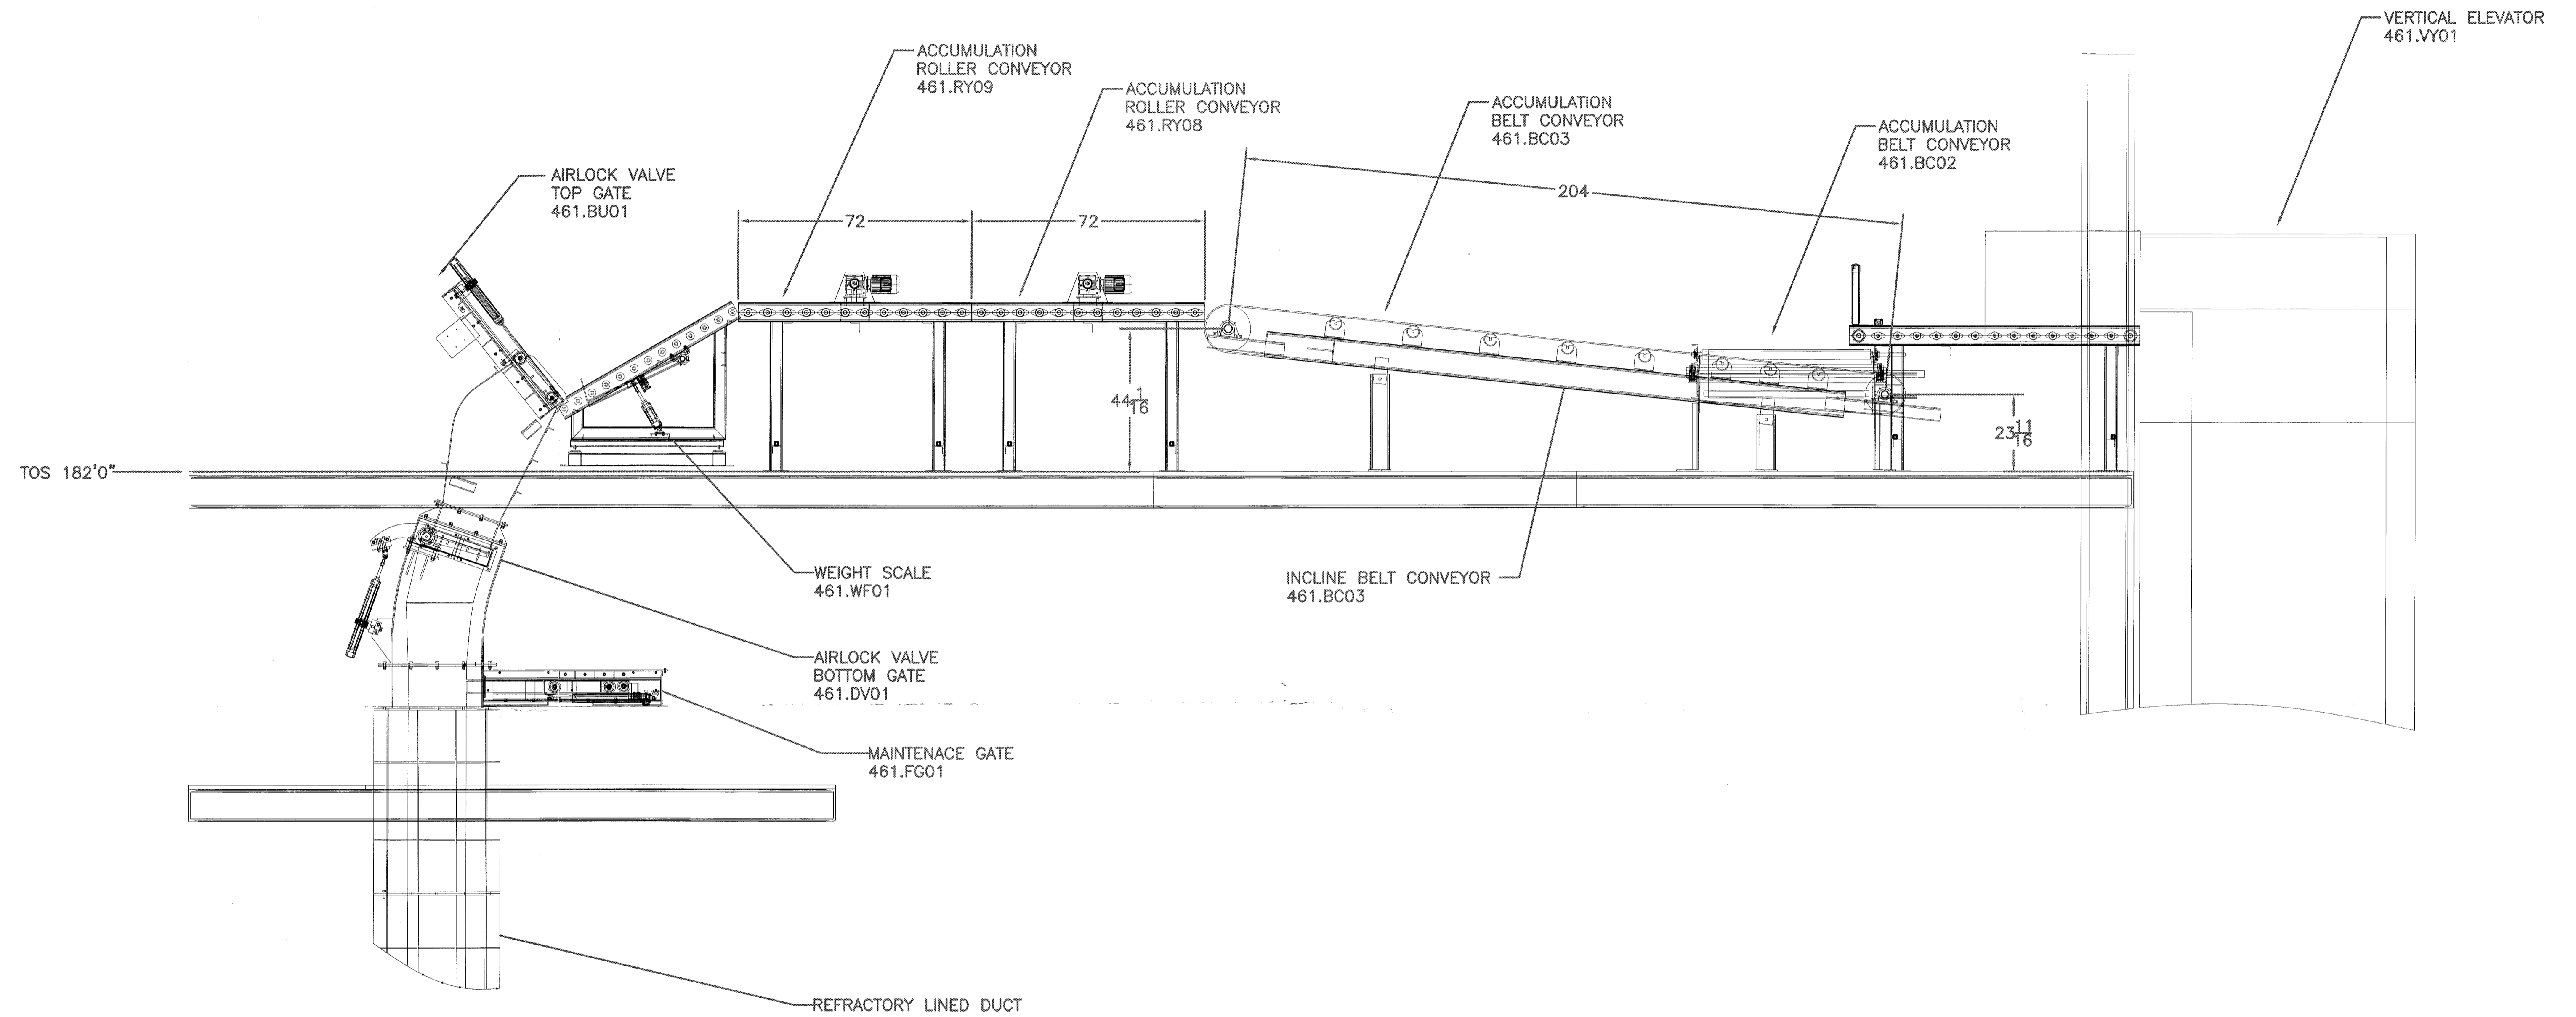 VERTICAL ELEVATOR
461.VY01
ACCUMULATION
ROLLER CONVEYOR
461.RY09
ACCUMULATION
ROLLER CONVEYOR
461.RY08
ACCUMULATION
BELT CONVEYOR
461.BC03
ACCUMULATION
BELT CONVEYOR
461.BC02
AIRLOCK VALVE
TOP GATE
461.BU01
204
72
72
44 1/16
23 11/16
TOS 182'0"
WEIGHT SCALE
461.WF01
INCLINE BELT CONVEYOR
461.BC03
AIRLOCK VALVE
BOTTOM GATE
461.DV01
MAINTENACE GATE
461.FG01
REFRACTORY LINED DUCT